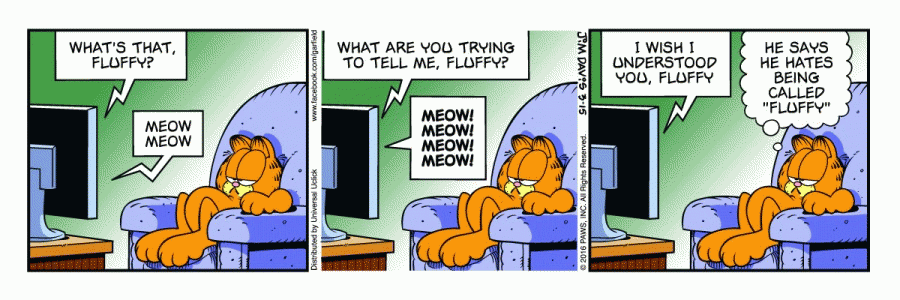 WHAT'S THAT,
FLUFFY?
MEOW
MEOW
www.facebook.com/garfield
Distributed by Universal Uclick
WHAT ARE YOU TRYING
TO TELL ME, FLUFFY?
MEOW!
MEOW!
MEOW!
MEOW!
JIM DAVIS 3-15
© 2016 PAWS, INC. All Rights Reserved.
I WISH I
UNDERSTOOD
YOU, FLUFFY
HE SAYS
HE HATES
BEING
CALLED
"FLUFFY"